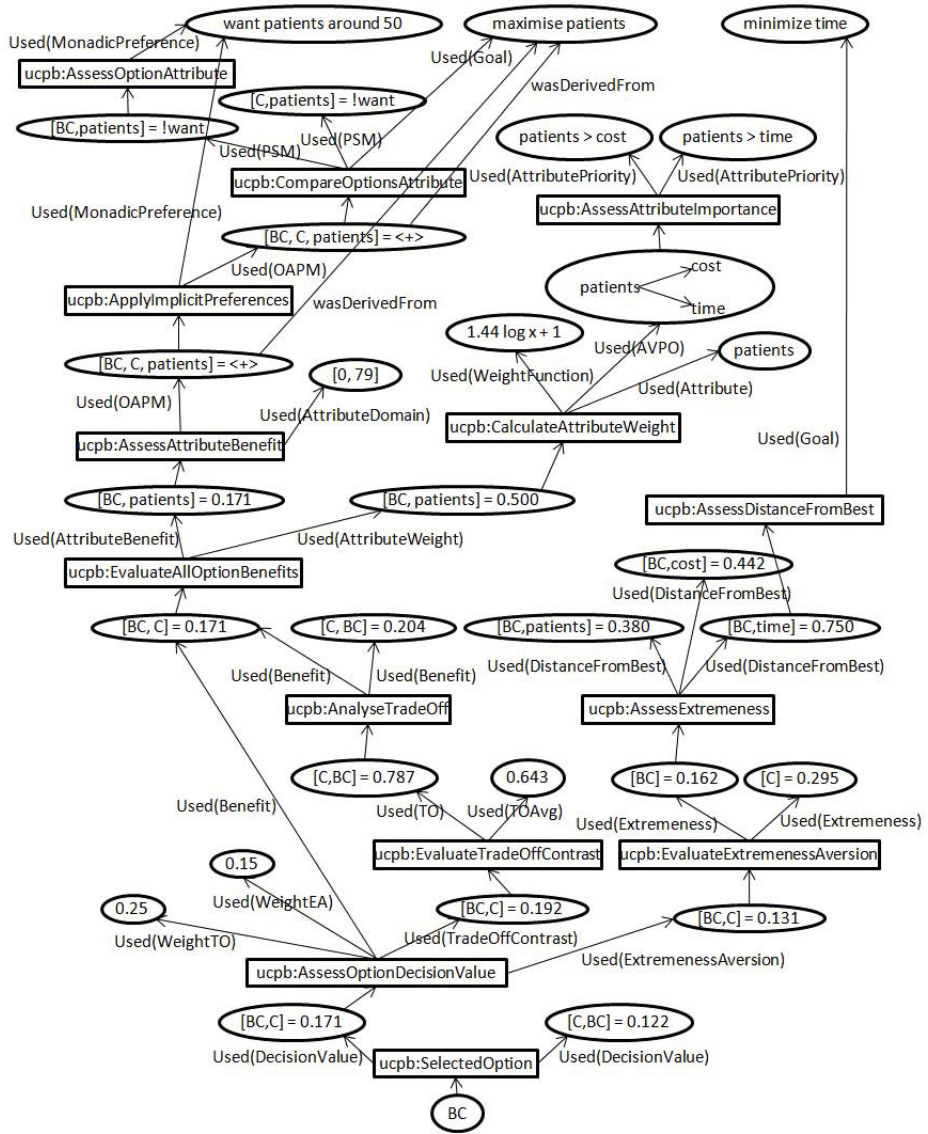 want patients around 50
maximise patients
minimize time
Used(MonadicPreference)
Used(Goal)
ucpb:AssessOptionAttribute
wasDerivedFrom
[C,patients] = !want
[BC,patients] = !want
Used(PSM)
Used(PSM)
patients > cost
patients > time
ucpb:CompareOptionsAttribute
Used(AttributePriority)
Used(AttributePriority)
Used(MonadicPreference)
ucpb:AssessAttributeImportance
[BC, C, patients] = <+>
Used(OAPM)
cost
patients
time
ucpb:ApplyImplicitPreferences
wasDerivedFrom
1.44 log x + 1
Used(AVPO)
patients
[BC, C, patients] = <+>
[0, 79]
Used(WeightFunction)
Used(Attribute)
Used(OAPM)
Used(AttributeDomain)
ucpb:CalculateAttributeWeight
Used(Goal)
ucpb:AssessAttributeBenefit
[BC, patients] = 0.171
[BC, patients] = 0.500
ucpb:AssessDistanceFromBest
Used(AttributeBenefit)
Used(AttributeWeight)
ucpb:EvaluateAllOptionBenefits
[BC,cost] = 0.442
Used(DistanceFromBest)
[BC, C] = 0.171
[C, BC] = 0.204
[BC,patients] = 0.380
[BC,time] = 0.750
Used(Benefit)
Used(Benefit)
Used(DistanceFromBest)
Used(DistanceFromBest)
ucpb:AnalyseTradeOff
ucpb:AssessExtremeness
[C,BC] = 0.787
0.643
[BC] = 0.162
[C] = 0.295
Used(Benefit)
Used(TO)
Used(TOAvg)
Used(Extremeness)
Used(Extremeness)
ucpb:EvaluateTradeOffContrast
ucpb:EvaluateExtremenessAversion
0.15
Used(WeightEA)
0.25
[BC,C] = 0.192
[BC,C] = 0.131
Used(WeightTO)
Used(TradeOffContrast)
Used(ExtremenessAversion)
ucpb:AssessOptionDecisionValue
[BC,C] = 0.171
[C,BC] = 0.122
Used(DecisionValue)
Used(DecisionValue)
ucpb:SelectedOption
BC